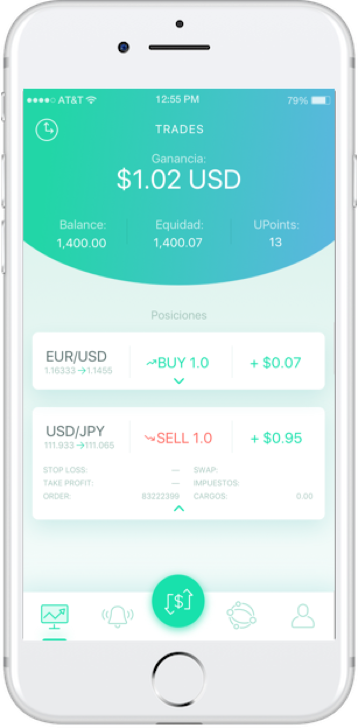 AT&T 12:55 PM 79%
TRADES
Ganancia:
$1.02 USD
Balance: Equidad: UPoints:
1,400.00 1,400.07 13
Posiciones
EUR/USD BUY 1.0 + $0.07
1.16333 → 1.1455
USD/JPY SELL 1.0 + $0.95
111.933 → 111.065
STOP LOSS: — SWAP:
TAKE PROFIT: — IMPUESTOS:
ORDER: 83222399 CARGOS: 0.00
$